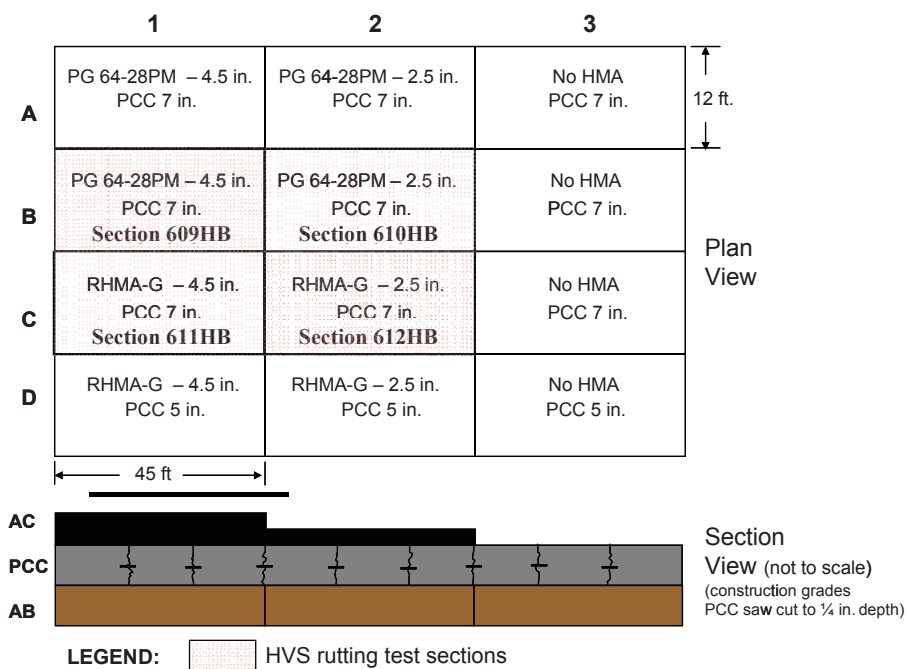 1 2 3
A
PG 64-28PM – 4.5 in.
PCC 7 in.
PG 64-28PM – 2.5 in.
PCC 7 in.
No HMA
PCC 7 in.
12 ft.
B
PG 64-28PM – 4.5 in.
PCC 7 in.
Section 609HB
PG 64-28PM – 2.5 in.
PCC 7 in.
Section 610HB
No HMA
PCC 7 in.
Plan
View
C
RHMA-G – 4.5 in.
PCC 7 in.
Section 611HB
RHMA-G – 2.5 in.
PCC 7 in.
Section 612HB
No HMA
PCC 7 in.
D
RHMA-G – 4.5 in.
PCC 5 in.
RHMA-G – 2.5 in.
PCC 5 in.
No HMA
PCC 5 in.
45 ft
AC
PCC
AB
Section
View (not to scale)
(construction grades
PCC saw cut to ¼ in. depth)
LEGEND: HVS rutting test sections